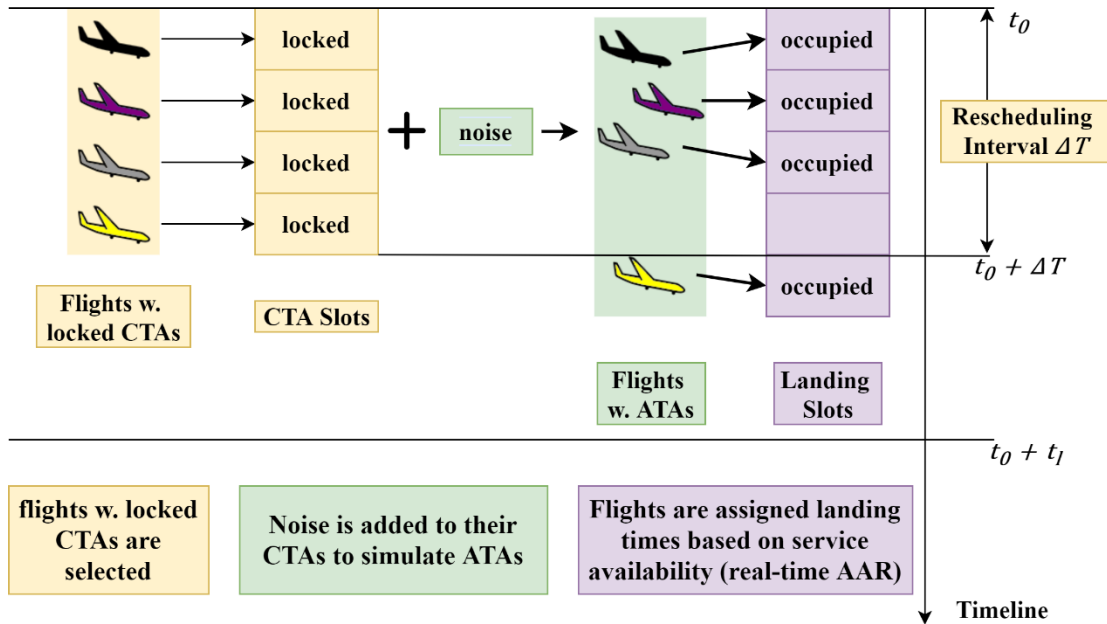 locked
locked
locked
locked
+
noise
occupied
occupied
occupied
occupied
t₀
Rescheduling
Interval ΔT
t₀ + ΔT
Flights w.
locked CTAs
CTA Slots
Flights
w. ATAs
Landing
Slots
t₀ + t_l
flights w. locked
CTAs are
selected
Noise is added to their
CTAs to simulate ATAs
Flights are assigned landing
times based on service
availability (real-time AAR)
Timeline